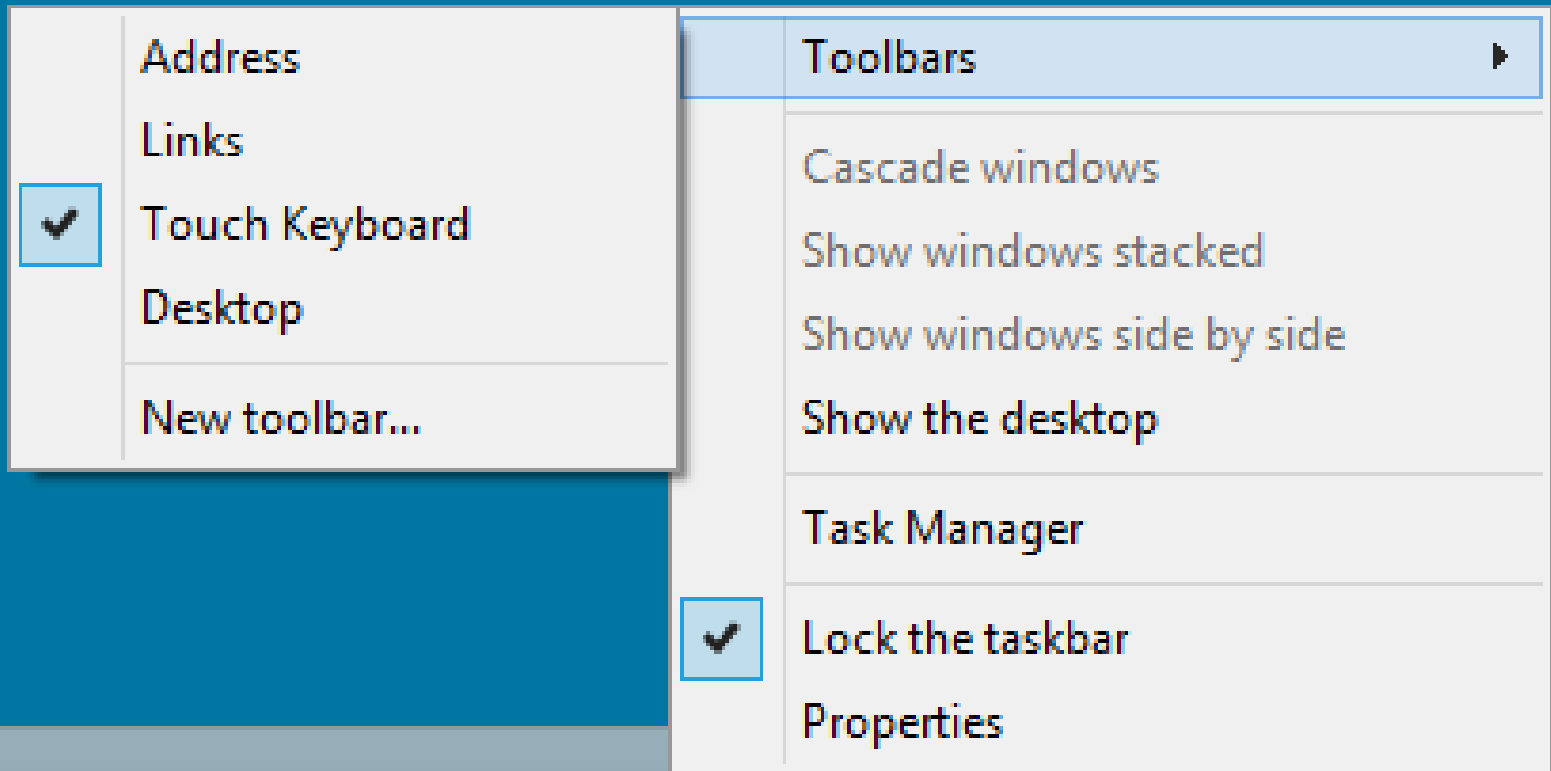 Address
Links
Touch Keyboard
Desktop
New toolbar...
Toolbars
Cascade windows
Show windows stacked
Show windows side by side
Show the desktop
Task Manager
Lock the taskbar
Properties